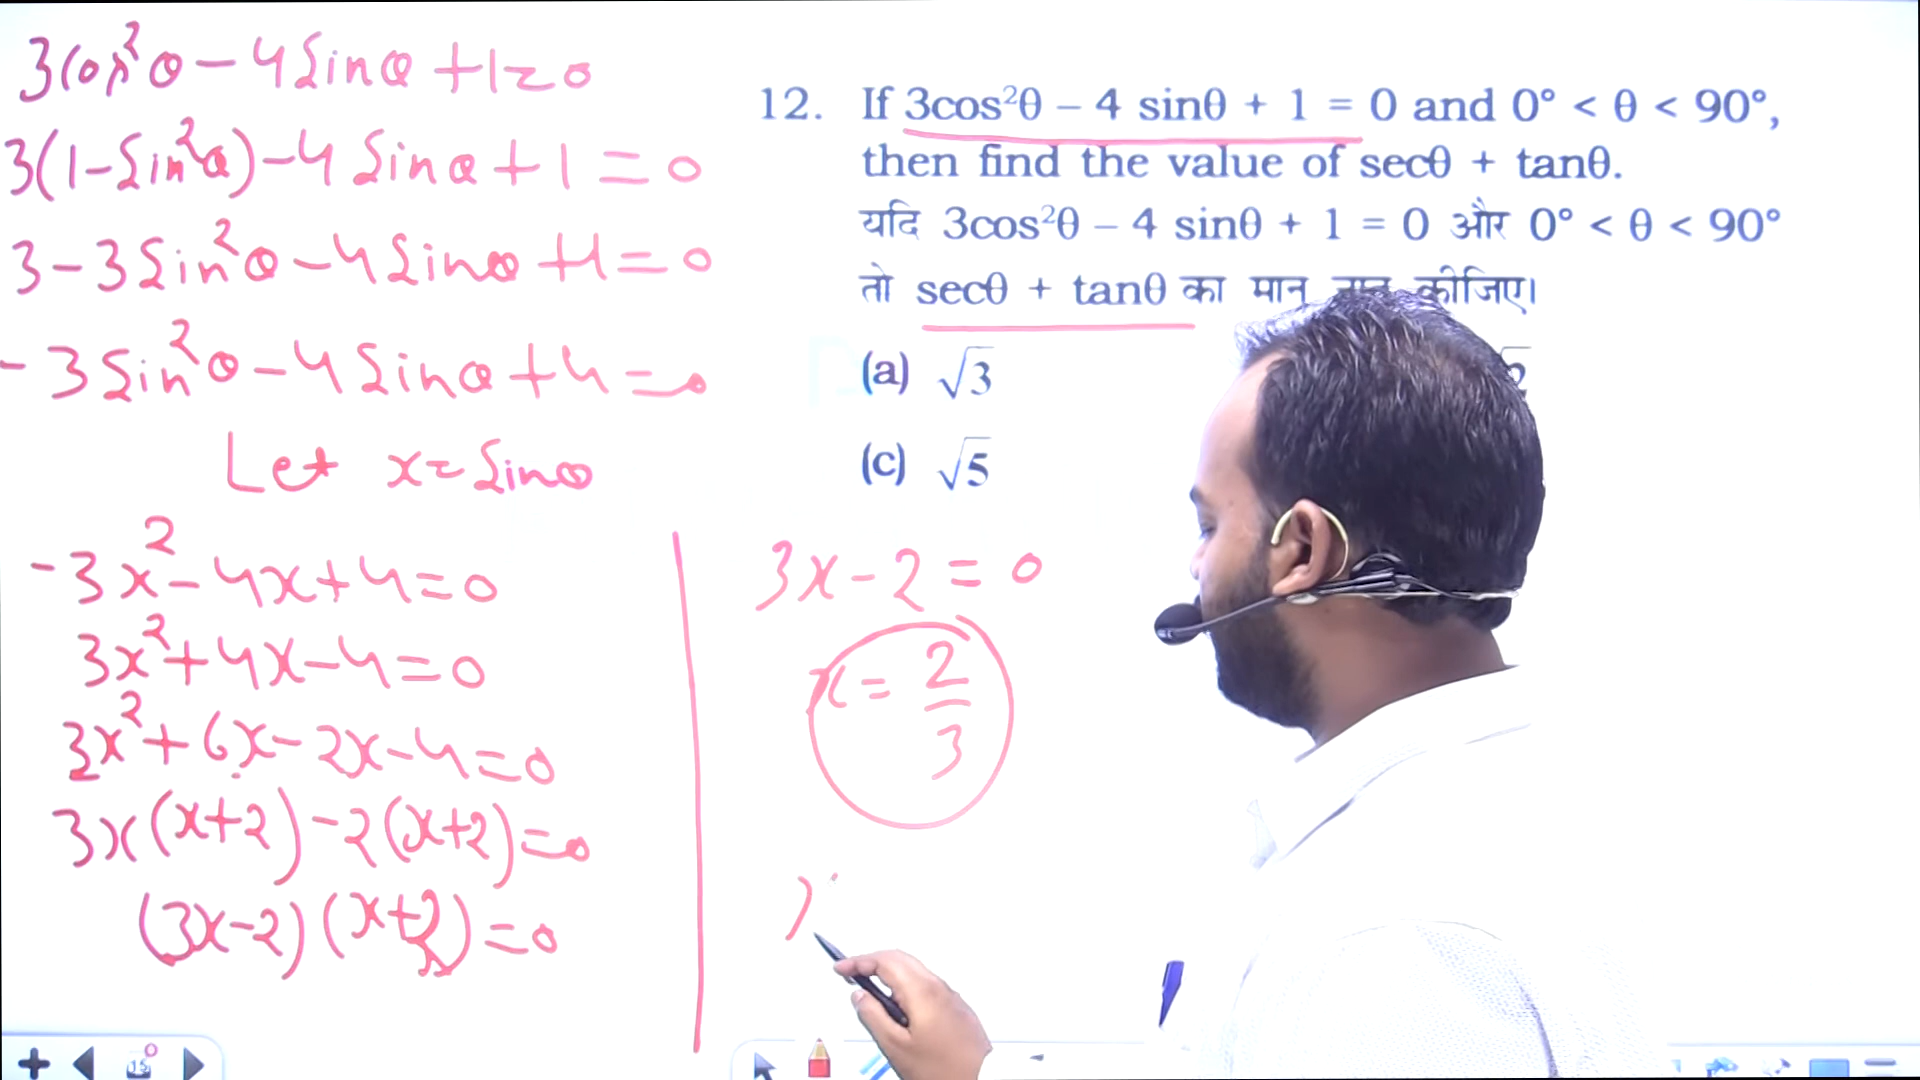 3cos²θ - 4Sinθ + 1 = 0
3(1 - Sin²θ) - 4Sinθ + 1 = 0
3 - 3Sin²θ - 4Sinθ + 1 = 0
- 3Sin²θ - 4Sinθ + 4 = 0
Let x = Sinθ
- 3x² - 4x + 4 = 0
3x² + 4x - 4 = 0
3x² + 6x - 2x - 4 = 0
3x(x+2) - 2(x+2) = 0
(3x-2)(x+2) = 0
12. If 3cos²θ – 4 sinθ + 1 = 0 and 0° < θ < 90°,
then find the value of secθ + tanθ.
यदि 3cos²θ – 4 sinθ + 1 = 0 और 0° < θ < 90°
तो secθ + tanθ का मान कीजिए।
(a) √3
(c) √5
3x - 2 = 0
x = 2/3
15